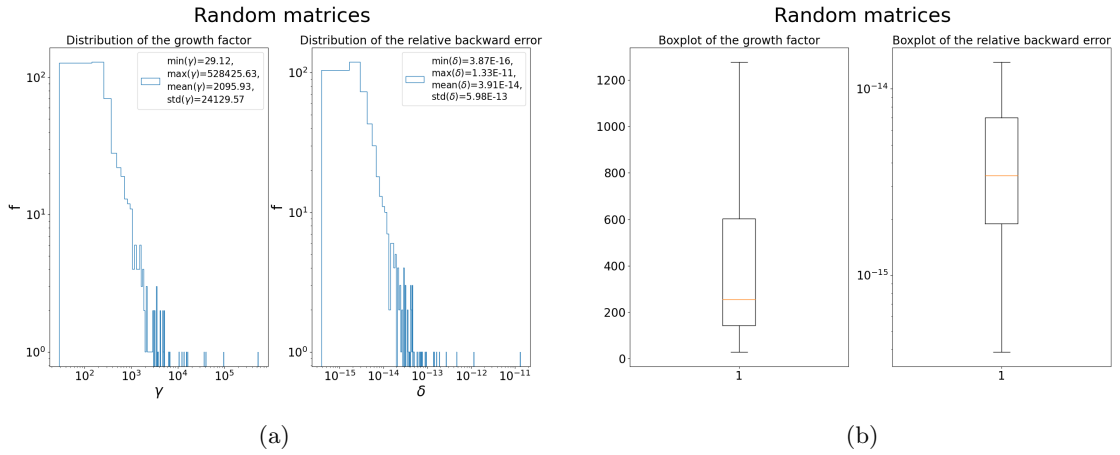 Random matrices
Distribution of the growth factor
Distribution of the relative backward error
min(γ)=29.12,
max(γ)=528425.63,
mean(γ)=2095.93,
std(γ)=24129.57
min(δ)=3.87E-16,
max(δ)=1.33E-11,
mean(δ)=3.91E-14,
std(δ)=5.98E-13
f
10²
10¹
10⁰
10² 10³ 10⁴ 10⁵
γ
f
10²
10¹
10⁰
10⁻¹⁵ 10⁻¹⁴ 10⁻¹³ 10⁻¹² 10⁻¹¹
δ
(a)
Random matrices
Boxplot of the growth factor
Boxplot of the relative backward error
1200
1000
800
600
400
200
0
1
10⁻¹⁴
10⁻¹⁵
1
(b)